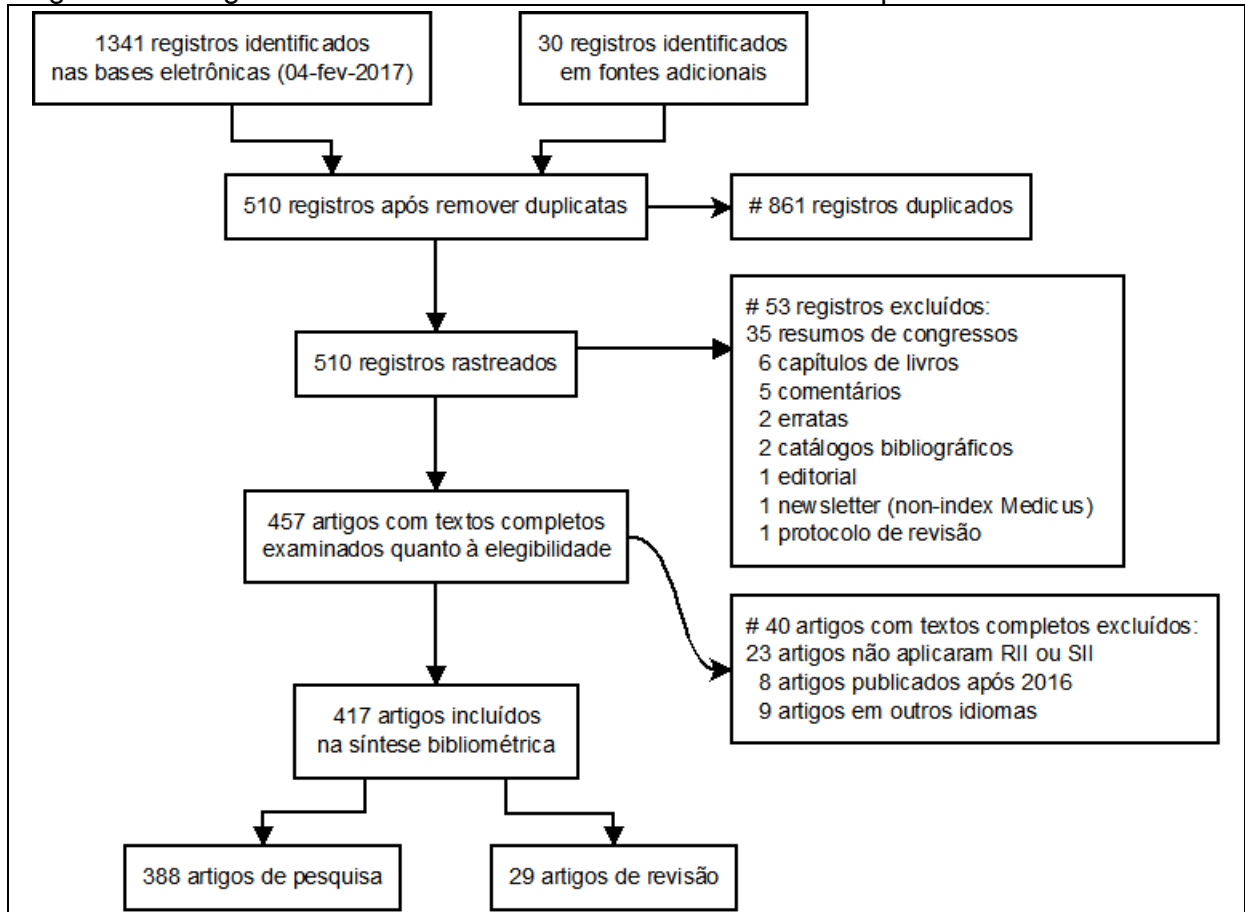 1341 registros identificados
nas bases eletrônicas (04-fev-2017)
30 registros identificados
em fontes adicionais
510 registros após remover duplicatas
# 861 registros duplicados
510 registros rastreados
# 53 registros excluídos:
35 resumos de congressos
6 capítulos de livros
5 comentários
2 erratas
2 catálogos bibliográficos
1 editorial
1 newsletter (non-index Medicus)
1 protocolo de revisão
457 artigos com textos completos
examinados quanto à elegibilidade
# 40 artigos com textos completos excluídos:
23 artigos não aplicaram RII ou SII
8 artigos publicados após 2016
9 artigos em outros idiomas
417 artigos incluídos
na síntese bibliométrica
388 artigos de pesquisa
29 artigos de revisão